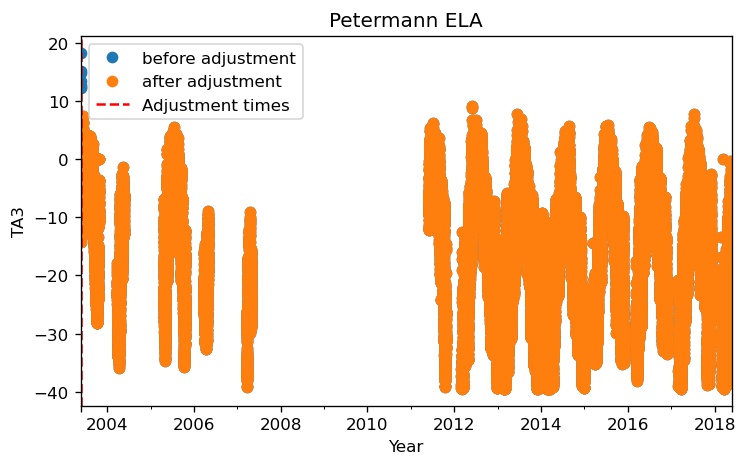 Petermann ELA
before adjustment
after adjustment
Adjustment times
TA3
20
10
0
−10
−20
−30
−40
2004 2006 2008 2010 2012 2014 2016 2018
Year